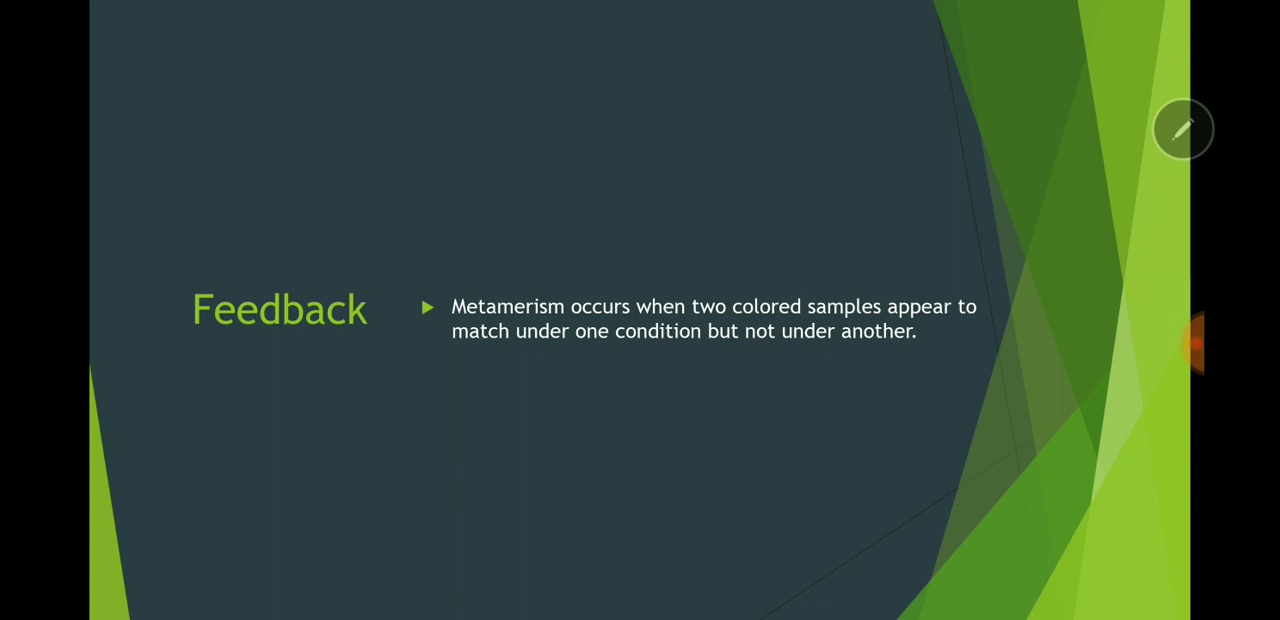 Feedback
Metamerism occurs when two colored samples appear to
match under one condition but not under another.